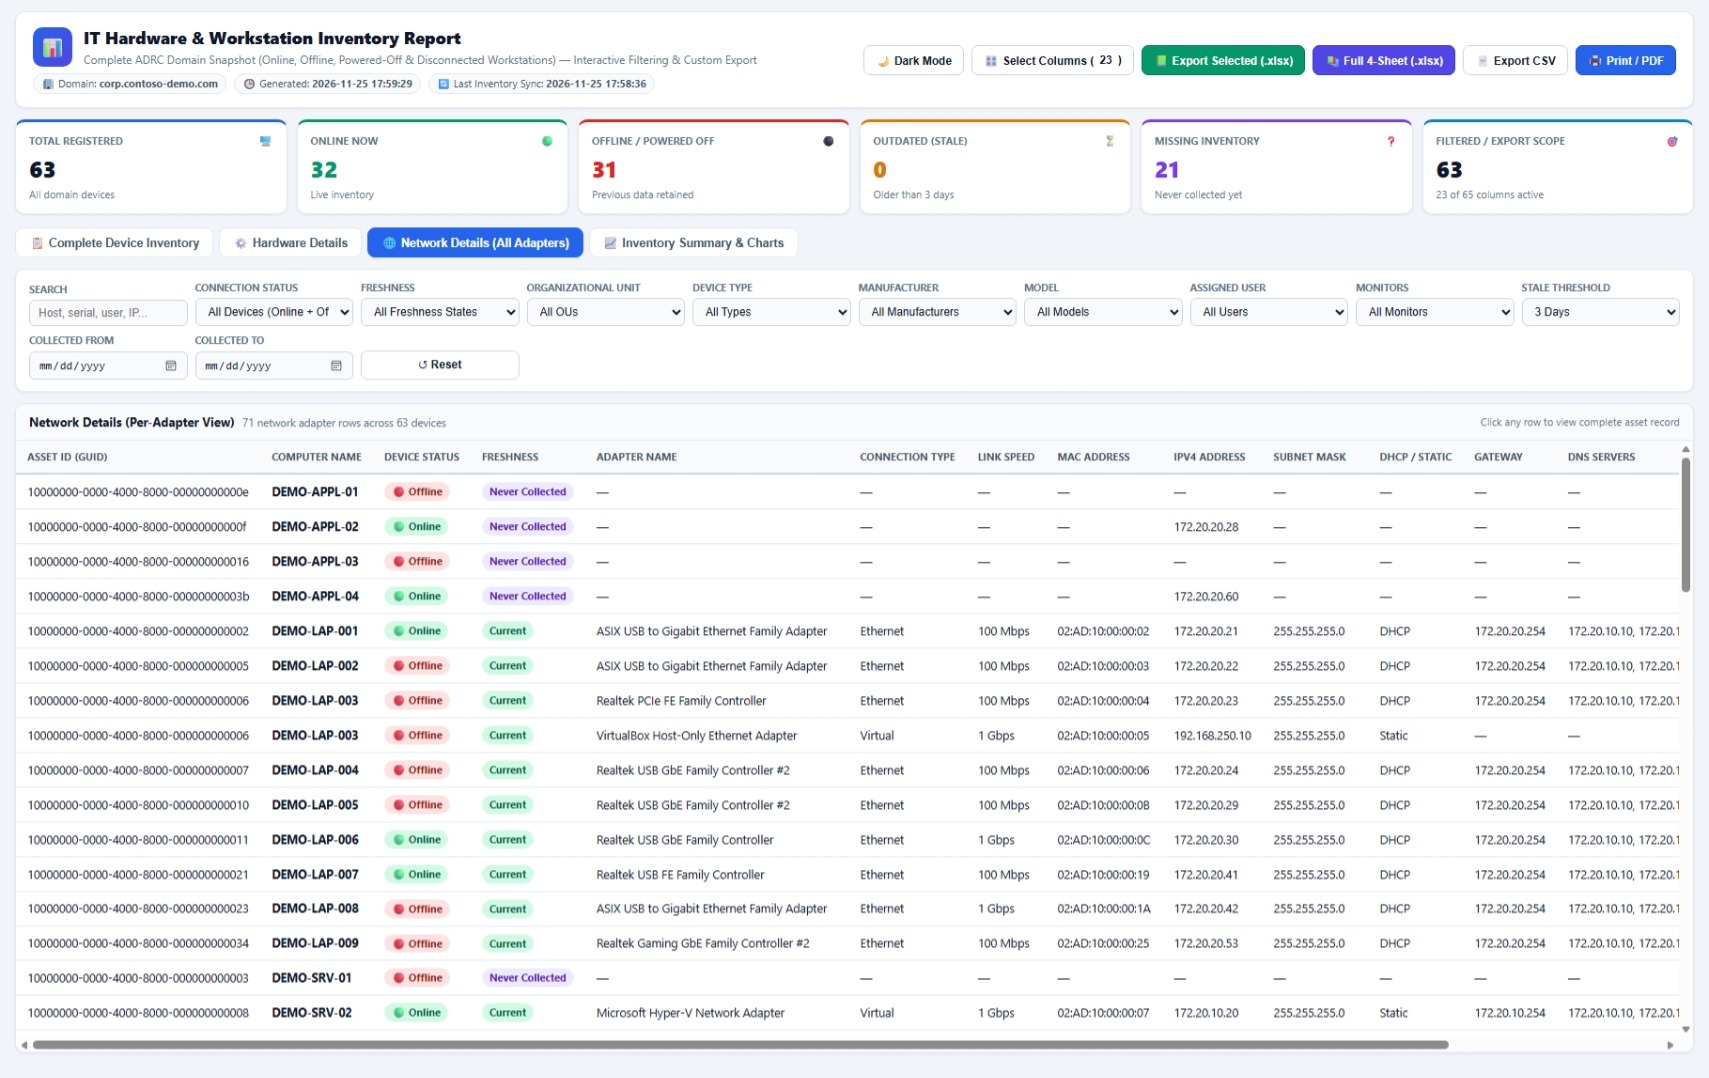 IT Hardware & Workstation Inventory Report
Complete ADRC Domain Snapshot (Online, Offline, Powered-Off & Disconnected Workstations) — Interactive Filtering & Custom Export
Domain: corp.contoso-demo.com Generated: 2026-11-25 17:59:29 Last Inventory Sync: 2026-11-25 17:58:36
Dark Mode Select Columns ( 23 ) Export Selected (.xlsx) Full 4-Sheet (.xlsx) Export CSV Print / PDF
TOTAL REGISTERED
63
All domain devices
ONLINE NOW
32
Live inventory
OFFLINE / POWERED OFF
31
Previous data retained
OUTDATED (STALE)
0
Older than 3 days
MISSING INVENTORY
21
Never collected yet
FILTERED / EXPORT SCOPE
63
23 of 65 columns active
Complete Device Inventory Hardware Details Network Details (All Adapters) Inventory Summary & Charts
SEARCH CONNECTION STATUS FRESHNESS ORGANIZATIONAL UNIT DEVICE TYPE MANUFACTURER MODEL ASSIGNED USER MONITORS STALE THRESHOLD
Host, serial, user, IP... All Devices (Online + Of All Freshness States All OUs All Types All Manufacturers All Models All Users All Monitors 3 Days
COLLECTED FROM COLLECTED TO
mm/dd/yyyy mm/dd/yyyy ↺ Reset
Network Details (Per-Adapter View) 71 network adapter rows across 63 devices Click any row to view complete asset record
ASSET ID (GUID) COMPUTER NAME DEVICE STATUS FRESHNESS ADAPTER NAME CONNECTION TYPE LINK SPEED MAC ADDRESS IPV4 ADDRESS SUBNET MASK DHCP / STATIC GATEWAY DNS SERVERS
10000000-0000-4000-8000-00000000000e DEMO-APPL-01 Offline Never Collected — — — — — — — — —
10000000-0000-4000-8000-00000000000f DEMO-APPL-02 Online Never Collected — — — — 172.20.20.28 — — — —
10000000-0000-4000-8000-000000000016 DEMO-APPL-03 Offline Never Collected — — — — — — — — —
10000000-0000-4000-8000-00000000003b DEMO-APPL-04 Online Never Collected — — — — 172.20.20.60 — — — —
10000000-0000-4000-8000-000000000002 DEMO-LAP-001 Online Current ASIX USB to Gigabit Ethernet Family Adapter Ethernet 100 Mbps 02:AD:10:00:00:02 172.20.20.21 255.255.255.0 DHCP 172.20.20.254 172.20.10.10, 172.20.1
10000000-0000-4000-8000-000000000005 DEMO-LAP-002 Offline Current ASIX USB to Gigabit Ethernet Family Adapter Ethernet 100 Mbps 02:AD:10:00:00:03 172.20.20.22 255.255.255.0 DHCP 172.20.20.254 172.20.10.10, 172.20.1
10000000-0000-4000-8000-000000000006 DEMO-LAP-003 Offline Current Realtek PCIe FE Family Controller Ethernet 100 Mbps 02:AD:10:00:00:04 172.20.20.23 255.255.255.0 DHCP 172.20.20.254 172.20.10.10, 172.20.1
10000000-0000-4000-8000-000000000006 DEMO-LAP-003 Offline Current VirtualBox Host-Only Ethernet Adapter Virtual 1 Gbps 02:AD:10:00:00:05 192.168.250.10 255.255.255.0 Static — —
10000000-0000-4000-8000-000000000007 DEMO-LAP-004 Offline Current Realtek USB GbE Family Controller #2 Ethernet 100 Mbps 02:AD:10:00:00:06 172.20.20.24 255.255.255.0 DHCP 172.20.20.254 172.20.10.10, 172.20.1
10000000-0000-4000-8000-000000000010 DEMO-LAP-005 Offline Current Realtek USB GbE Family Controller #2 Ethernet 100 Mbps 02:AD:10:00:00:0B 172.20.20.29 255.255.255.0 DHCP 172.20.20.254 172.20.10.10, 172.20.1
10000000-0000-4000-8000-000000000011 DEMO-LAP-006 Online Current Realtek USB GbE Family Controller Ethernet 1 Gbps 02:AD:10:00:00:0C 172.20.20.30 255.255.255.0 DHCP 172.20.20.254 172.20.10.10, 172.20.1
10000000-0000-4000-8000-000000000021 DEMO-LAP-007 Online Current Realtek USB FE Family Controller Ethernet 100 Mbps 02:AD:10:00:00:19 172.20.20.41 255.255.255.0 DHCP 172.20.20.254 172.20.10.10, 172.20.1
10000000-0000-4000-8000-000000000023 DEMO-LAP-008 Offline Current ASIX USB to Gigabit Ethernet Family Adapter Ethernet 1 Gbps 02:AD:10:00:00:1A 172.20.20.42 255.255.255.0 DHCP 172.20.20.254 172.20.10.10, 172.20.1
10000000-0000-4000-8000-000000000034 DEMO-LAP-009 Offline Current Realtek Gaming GbE Family Controller #2 Ethernet 100 Mbps 02:AD:10:00:00:25 172.20.20.53 255.255.255.0 DHCP 172.20.20.254 172.20.10.10, 172.20.1
10000000-0000-4000-8000-000000000003 DEMO-SRV-01 Offline Never Collected — — — — — — — — —
10000000-0000-4000-8000-000000000008 DEMO-SRV-02 Online Current Microsoft Hyper-V Network Adapter Virtual 1 Gbps 02:AD:10:00:00:07 172.20.10.20 255.255.255.0 Static 172.20.10.254 172.20.10.10, 172.20.1